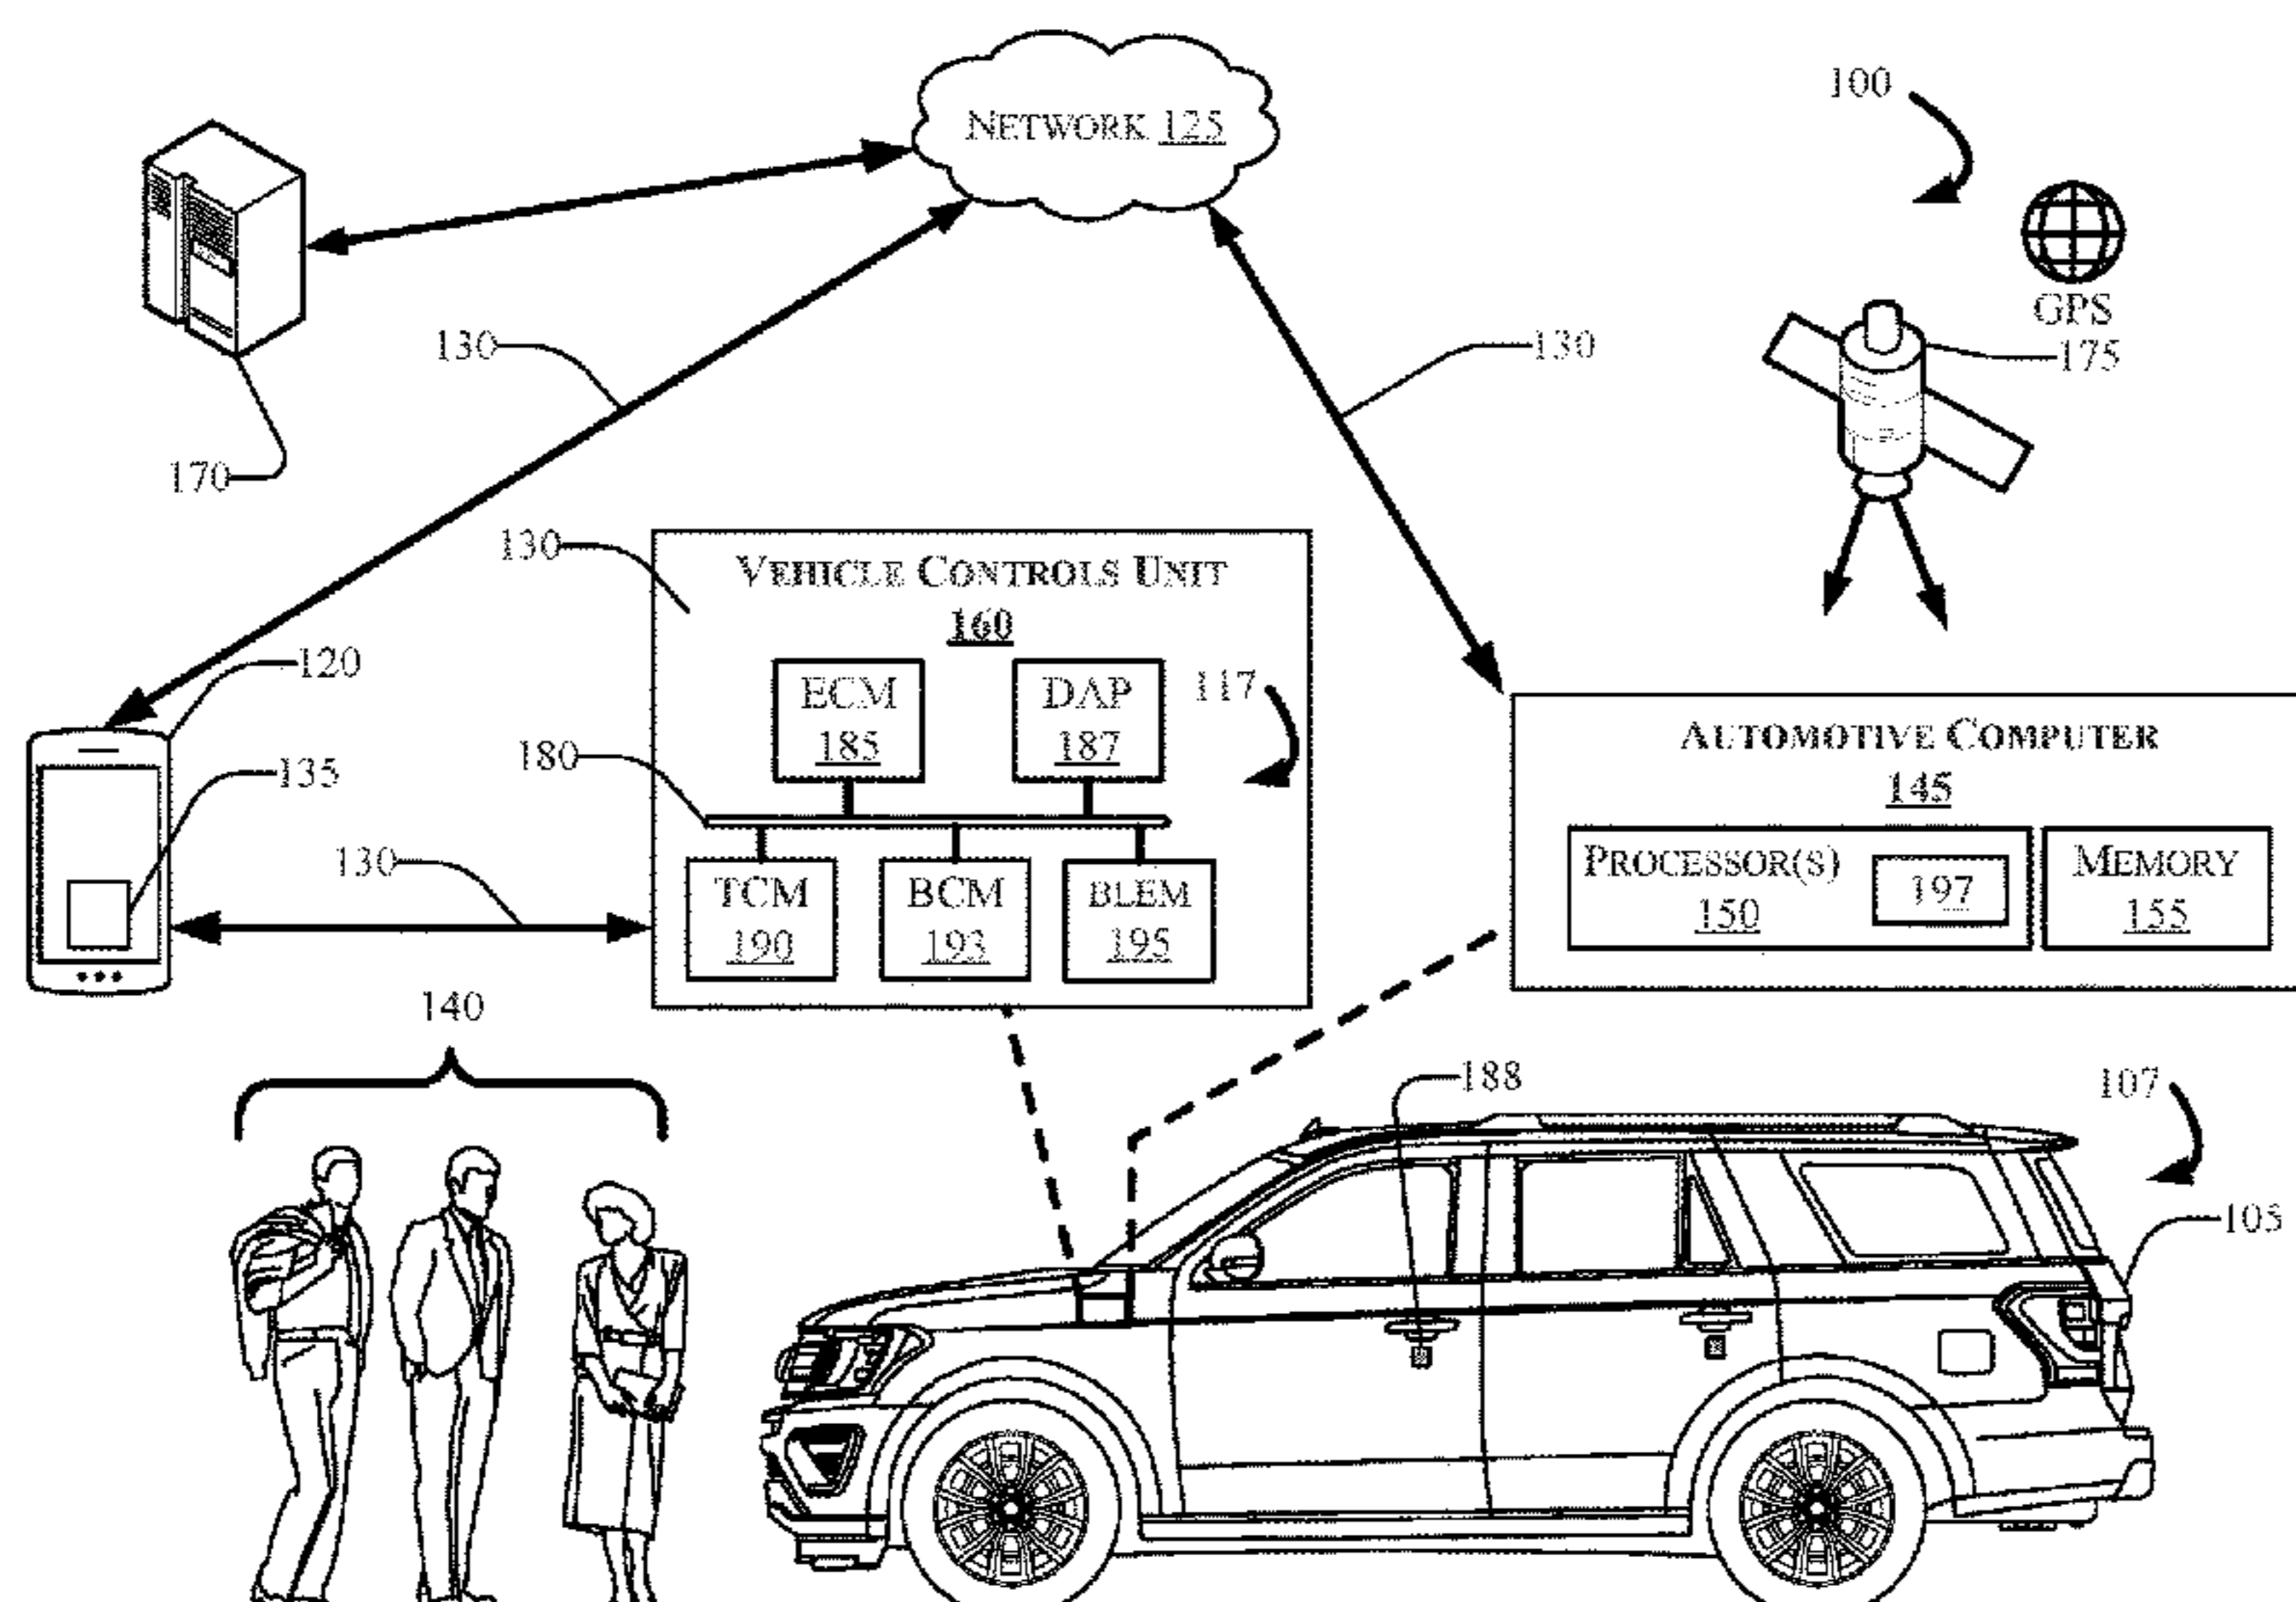 NETWORK 125
100
GPS
175
130
130
170
130
VEHICLE CONTROLS UNIT
160
120
ECM
185
DAP
187
117
135
180
AUTOMOTIVE COMPUTER
145
130
TCM
190
BCM
193
BLEM
195
PROCESSOR(S)
150
197
MEMORY
155
140
188
107
105